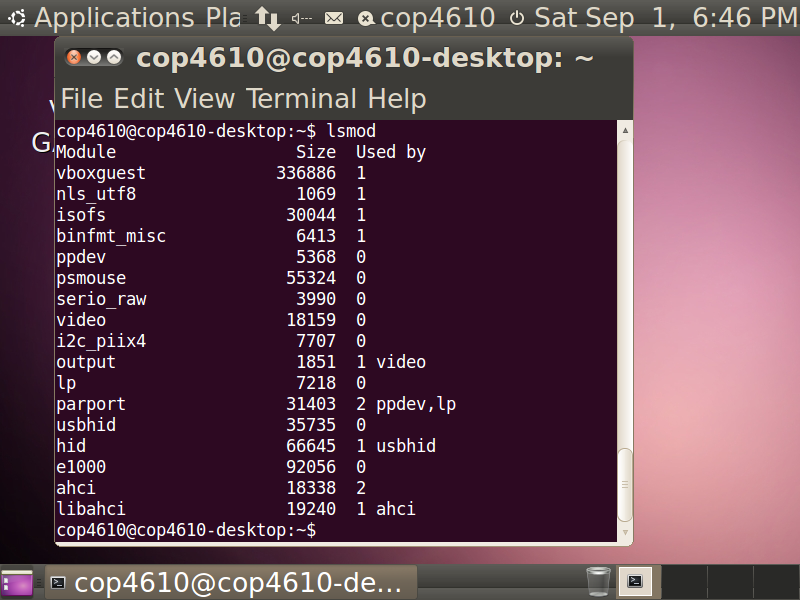 Applications Pla cop4610 Sat Sep 1, 6:46 PM
cop4610@cop4610-desktop: ~
File Edit View Terminal Help
cop4610@cop4610-desktop:~$ lsmod
Module Size Used by
vboxguest 336886 1
nls_utf8 1069 1
isofs 30044 1
binfmt_misc 6413 1
ppdev 5368 0
psmouse 55324 0
serio_raw 3990 0
video 18159 0
i2c_piix4 7707 0
output 1851 1 video
lp 7218 0
parport 31403 2 ppdev,lp
usbhid 35735 0
hid 66645 1 usbhid
e1000 92056 0
ahci 18338 2
libahci 19240 1 ahci
cop4610@cop4610-desktop:~$
cop4610@cop4610-de...